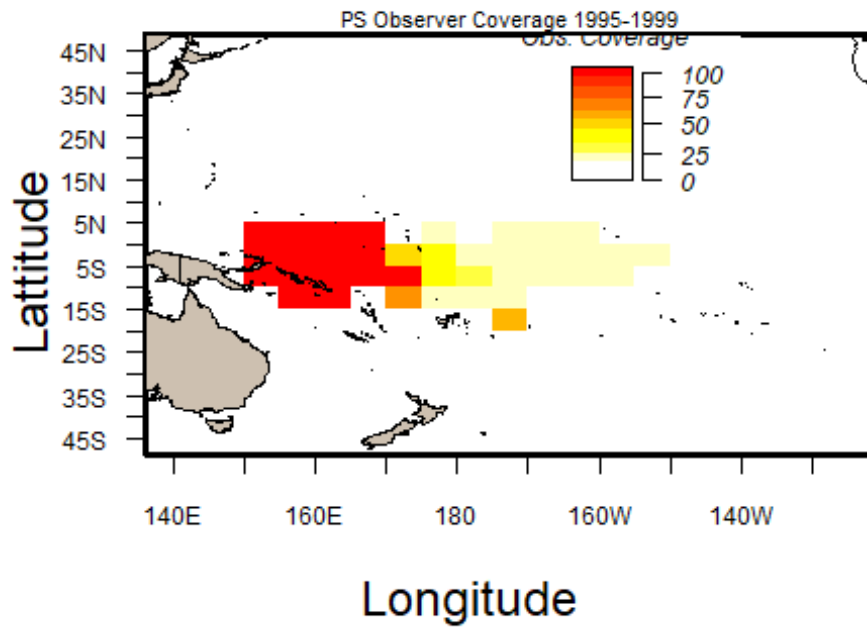 PS Observer Coverage 1995-1999
Obs. Coverage
100
75
50
25
0
45N
35N
25N
15N
5N
5S
15S
25S
35S
45S
Lattitude
140E 160E 180 160W 140W
Longitude